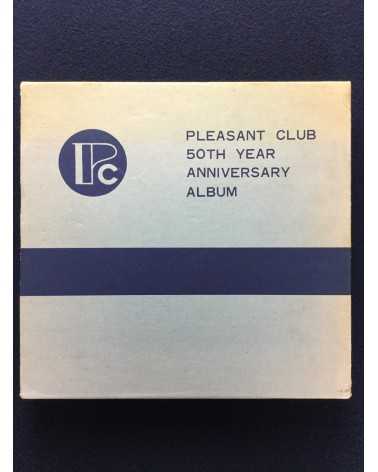 PC
PLEASANT CLUB
50TH YEAR
ANNIVERSARY
ALBUM